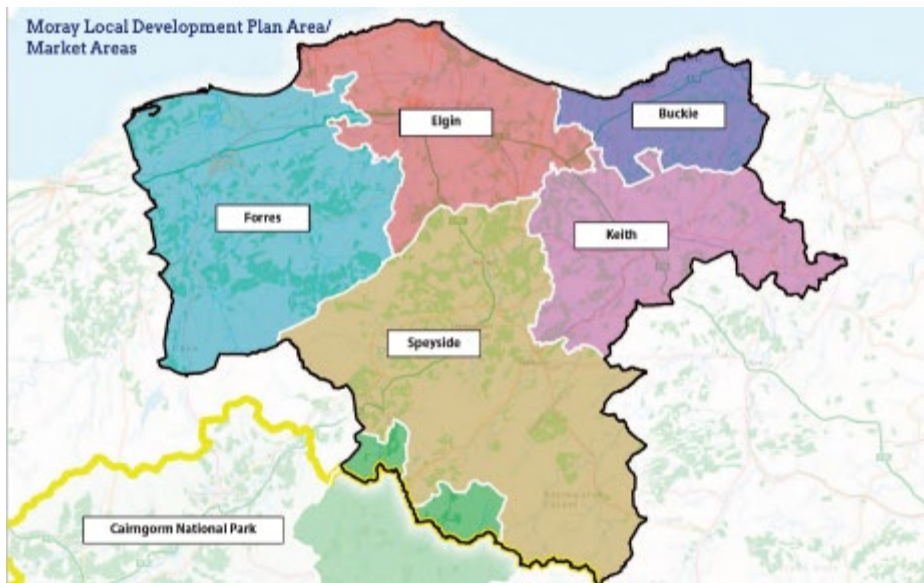 Moray Local Development Plan Area/
Market Areas
Elgin
Buckie
Forres
Keith
Speyside
Cairngorm National Park